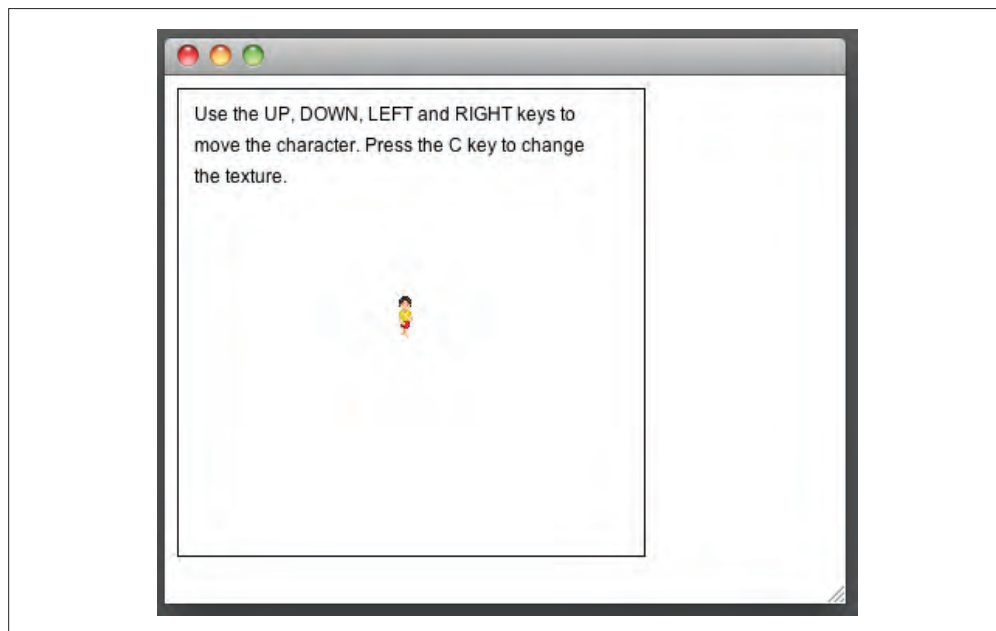 Use the UP, DOWN, LEFT and RIGHT keys to
move the character. Press the C key to change
the texture.